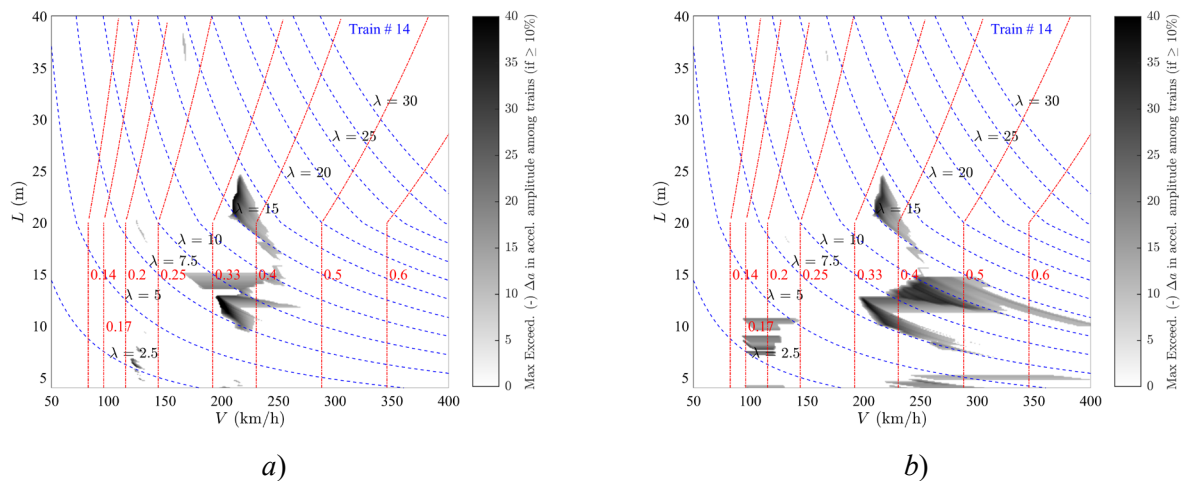 40
35
30
25
20
15
10
5
L (m)
50 100 150 200 250 300 350 400
V (km/h)
Train # 14
λ = 30
λ = 25
λ = 20
λ = 15
λ = 10
λ = 7.5
λ = 5
λ = 2.5
0.14 0.2 0.25 0.33 0.4 0.5 0.6
0.17
40
35
30
25
20
15
10
5
0
Max Exceed. (-) Δa in accel. amplitude among trains (if ≥ 10%)
a)
40
35
30
25
20
15
10
5
L (m)
50 100 150 200 250 300 350 400
V (km/h)
Train # 14
λ = 30
λ = 25
λ = 20
λ = 15
λ = 10
λ = 7.5
λ = 5
λ = 2.5
0.14 0.2 0.25 0.33 0.4 0.5 0.6
0.17
40
35
30
25
20
15
10
5
0
Max Exceed. (-) Δa in accel. amplitude among trains (if ≥ 10%)
b)